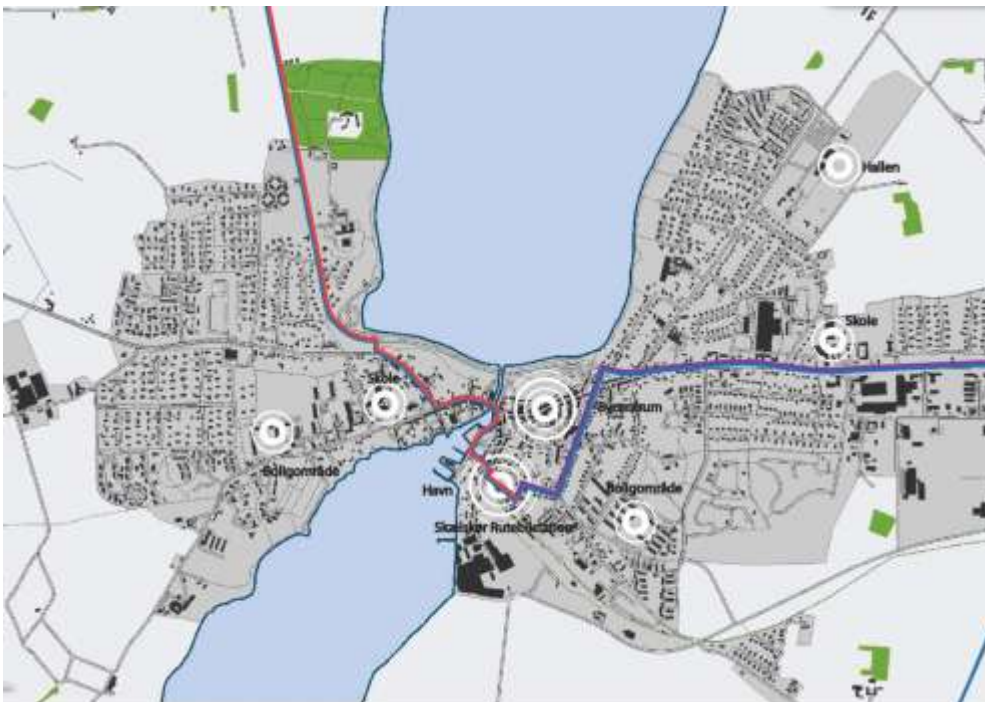 Hallen
Skole
Skole
Bycentrum
Boligområde
Boligområde
Havn
Skælskør Rutebilstation